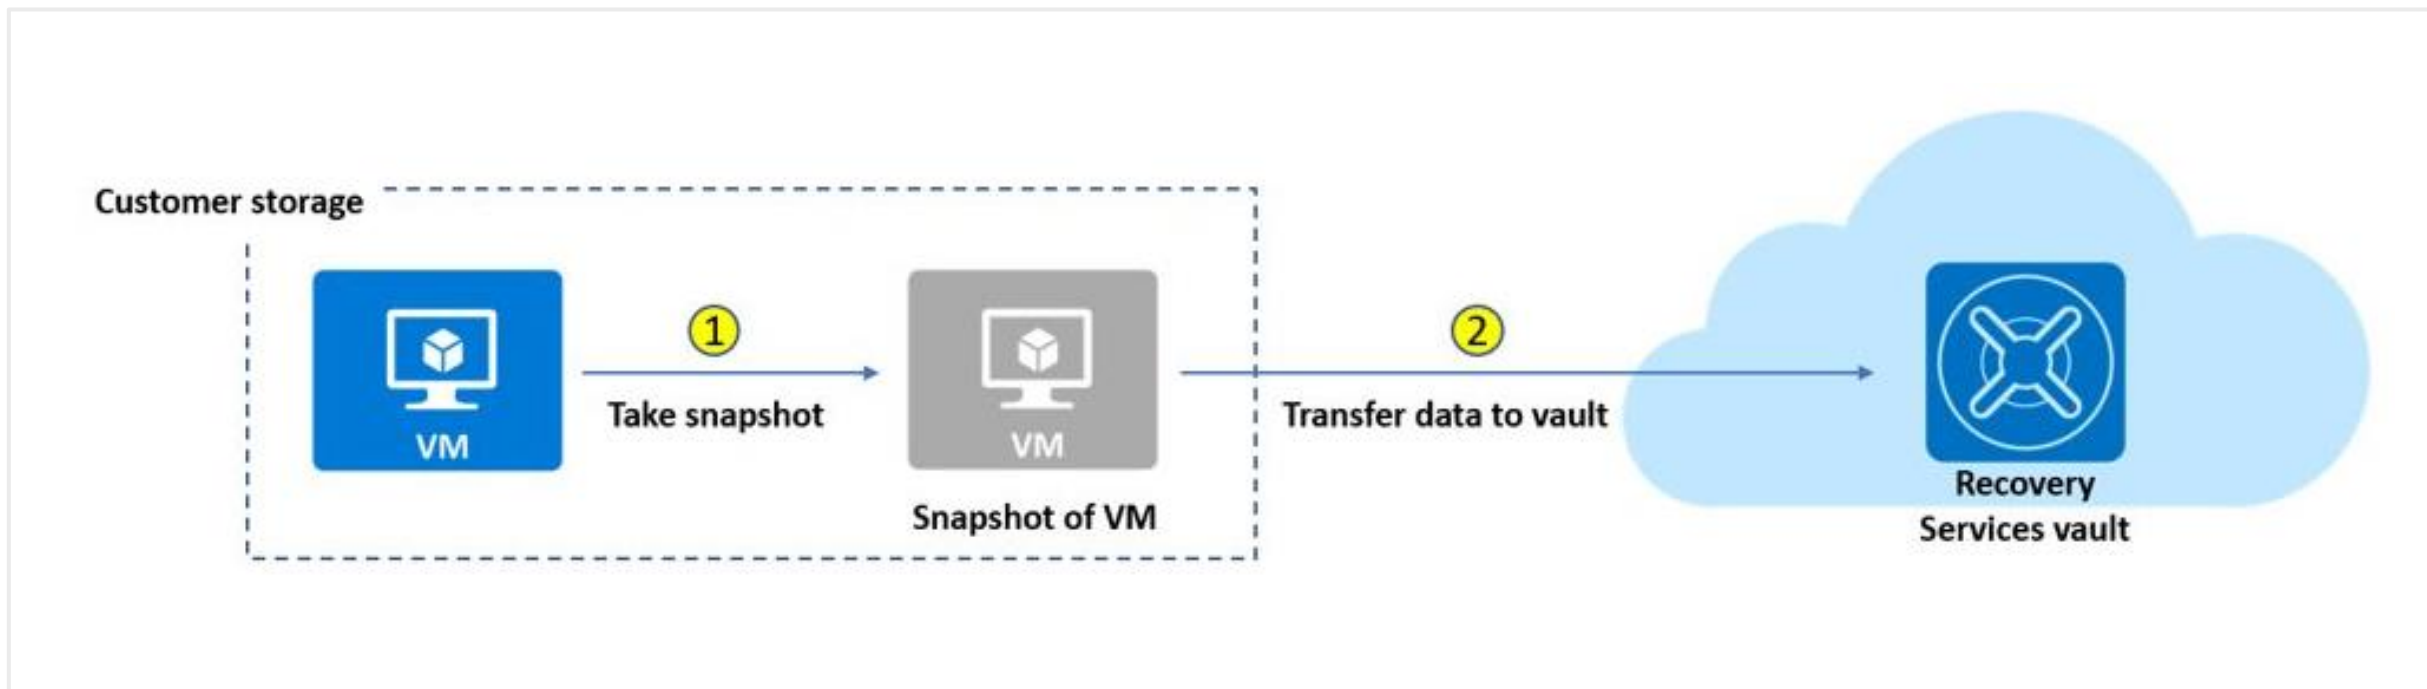 Customer storage
VM
1
Take snapshot
VM
Snapshot of VM
2
Transfer data to vault
Recovery
Services vault